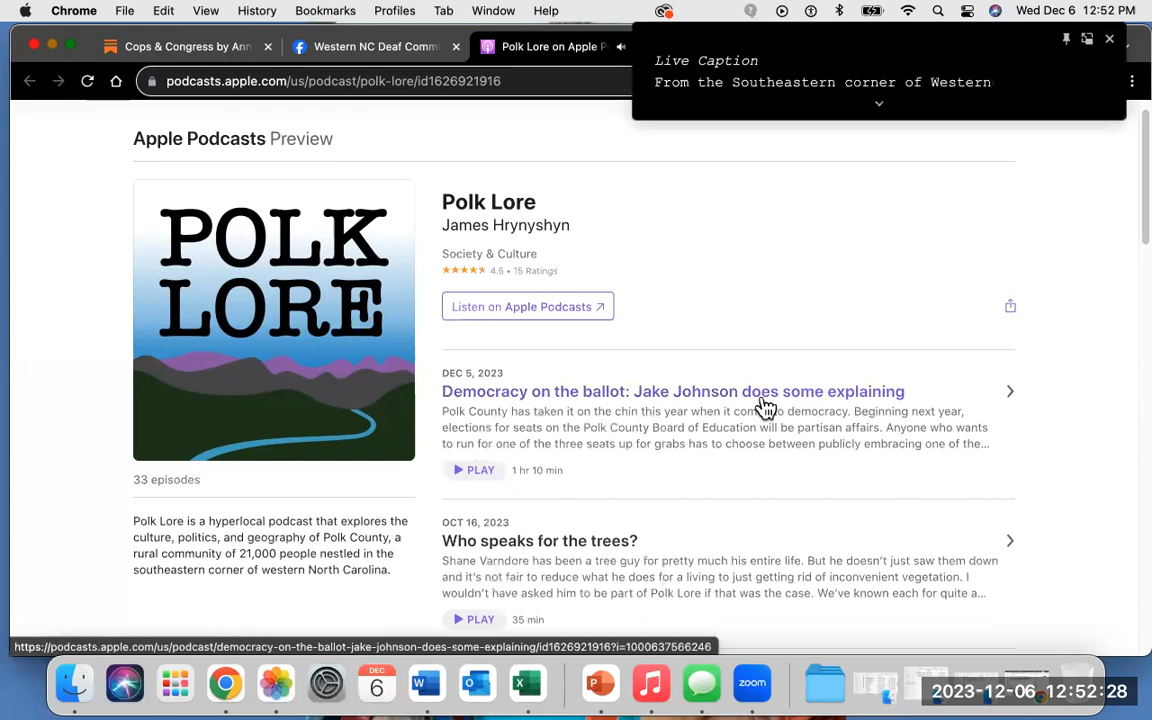 Chrome File Edit View History Bookmarks Profiles Tab Window Help Wed Dec 6 12:52 PM
Cops & Congress by Ann
Western NC Deaf Comm
Polk Lore on Apple P
podcasts.apple.com/us/podcast/polk-lore/id1626921916
Live Caption
From the Southeastern corner of Western
Apple Podcasts Preview
POLK
LORE
33 episodes
Polk Lore is a hyperlocal podcast that explores the
culture, politics, and geography of Polk County, a
rural community of 21,000 people nestled in the
southeastern corner of western North Carolina.
Polk Lore
James Hrynyshyn
Society & Culture
4.5 • 15 Ratings
Listen on Apple Podcasts ↗
DEC 5, 2023
Democracy on the ballot: Jake Johnson does some explaining
Polk County has taken it on the chin this year when it com o democracy. Beginning next year,
elections for seats on the Polk County Board of Education will be partisan affairs. Anyone who wants
to run for one of the three seats up for grabs has to choose between publicly embracing one of the...
PLAY 1 hr 10 min
OCT 16, 2023
Who speaks for the trees?
Shane Varndore has been a tree guy for pretty much his entire life. But he doesn't just saw them down
and it's not fair to reduce what he does for a living to just getting rid of inconvenient vegetation. I
wouldn't have asked him to be part of Polk Lore if that was the case. We've known each for quite a...
PLAY 35 min
https://podcasts.apple.com/us/podcast/democracy-on-the-ballot-jake-johnson-does-some-explaining/id1626921916?i=1000637566246
DEC
6
W
O
X
P
zoom
2023-12-06 12:52:28